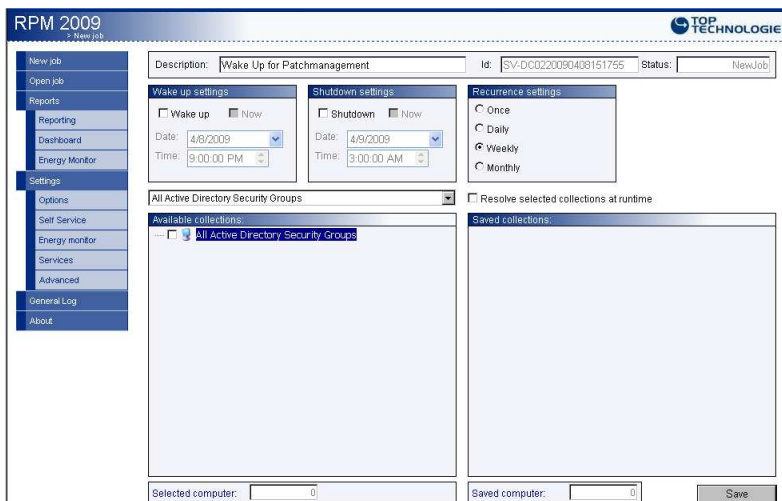 RPM 2009
> New job
TOP
TECHNOLOGIE
New job
Open job
Reports
Reporting
Dashboard
Energy Monitor
Settings
Options
Self Service
Energy monitor
Services
Advanced
General Log
About
Description: Wake Up for Patchmanagement Id: SV-DC0220090408151755 Status: NewJob
Wake up settings
Wake up Now
Date: 4/8/2009
Time: 9:00:00 PM
Shutdown settings
Shutdown Now
Date: 4/9/2009
Time: 3:00:00 AM
Recurrence settings
Once
Daily
Weekly
Monthly
All Active Directory Security Groups
Resolve selected collections at runtime
Available collections:
All Active Directory Security Groups
Saved collections:
Selected computer: 0
Saved computer: 0
Save